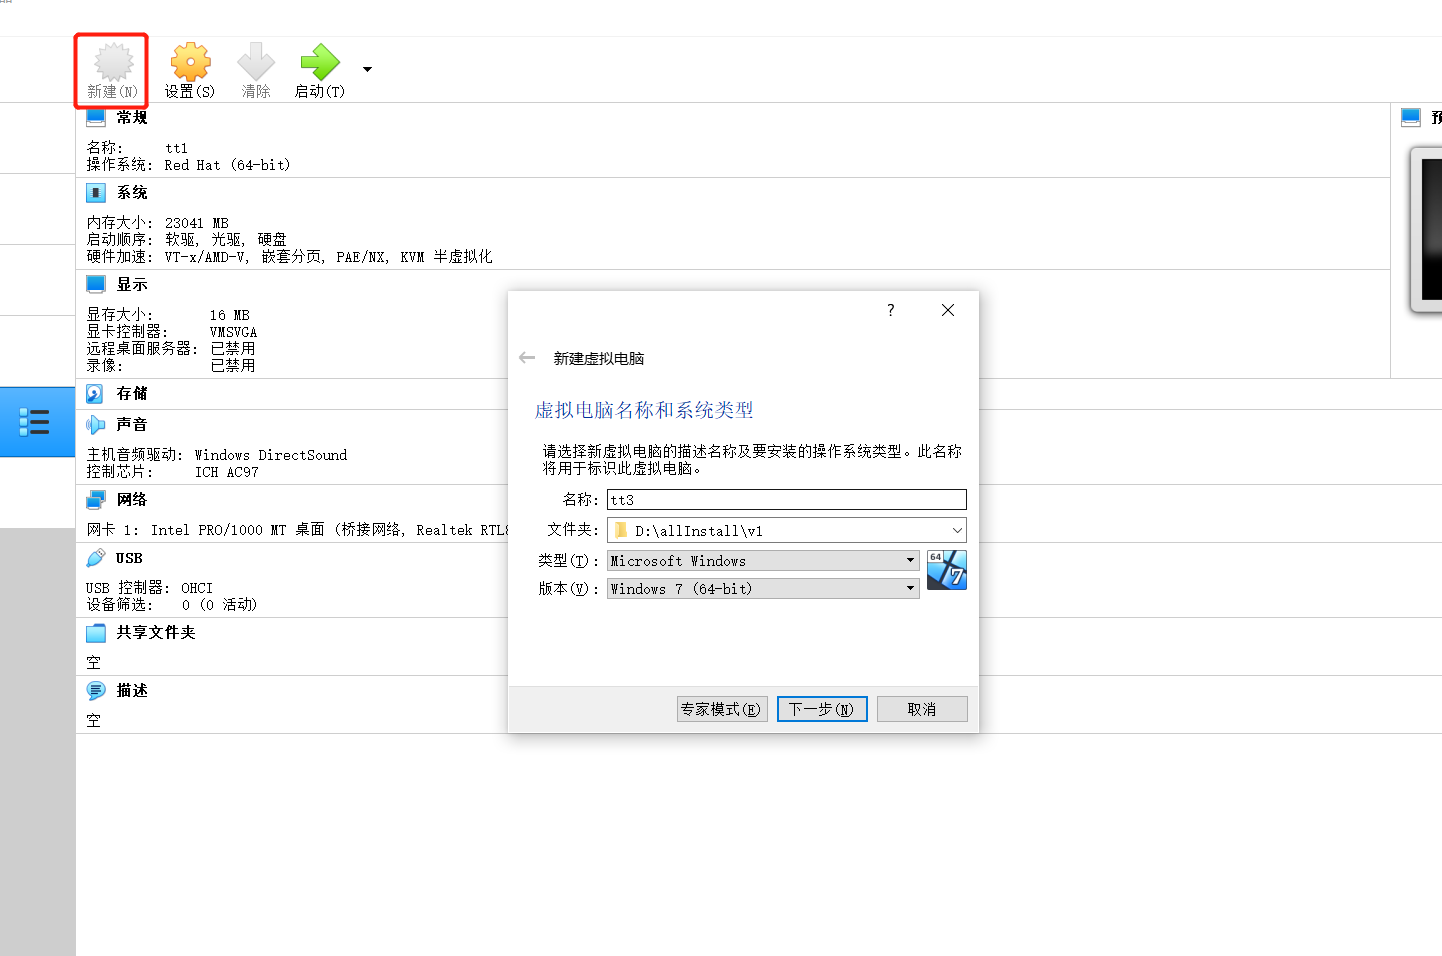 新建(N) 设置(S) 清除 启动(T)
常规
名称: tt1
操作系统: Red Hat (64-bit)
系统
内存大小: 23041 MB
启动顺序: 软驱, 光驱, 硬盘
硬件加速: VT-x/AMD-V, 嵌套分页, PAE/NX, KVM 半虚拟化
显示
显存大小: 16 MB
显卡控制器: VMSVGA
远程桌面服务器: 已禁用
录像: 已禁用
存储
声音
主机音频驱动: Windows DirectSound
控制芯片: ICH AC97
网络
网卡 1: Intel PRO/1000 MT 桌面 (桥接网络, Realtek RTL
USB
USB 控制器: OHCI
设备筛选: 0 (0 活动)
共享文件夹
空
描述
空
?
新建虚拟电脑
虚拟电脑名称和系统类型
请选择新虚拟电脑的描述名称及要安装的操作系统类型。此名称
将用于标识此虚拟电脑。
名称: tt3
文件夹: D:\allInstall\v1
类型(T): Microsoft Windows
64
7
版本(V): Windows 7 (64-bit)
专家模式(E) 下一步(N) 取消